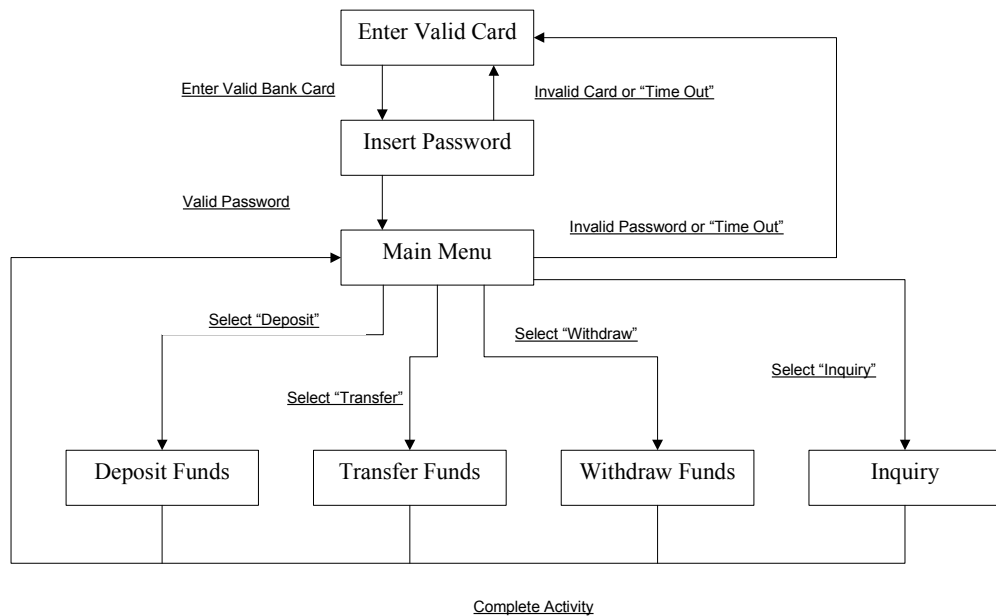 Enter Valid Card
Enter Valid Bank Card
Invalid Card or “Time Out”
Insert Password
Valid Password
Invalid Password or “Time Out”
Main Menu
Select “Deposit”
Select “Withdraw”
Select “Transfer”
Select “Inquiry”
Deposit Funds
Transfer Funds
Withdraw Funds
Inquiry
Complete Activity